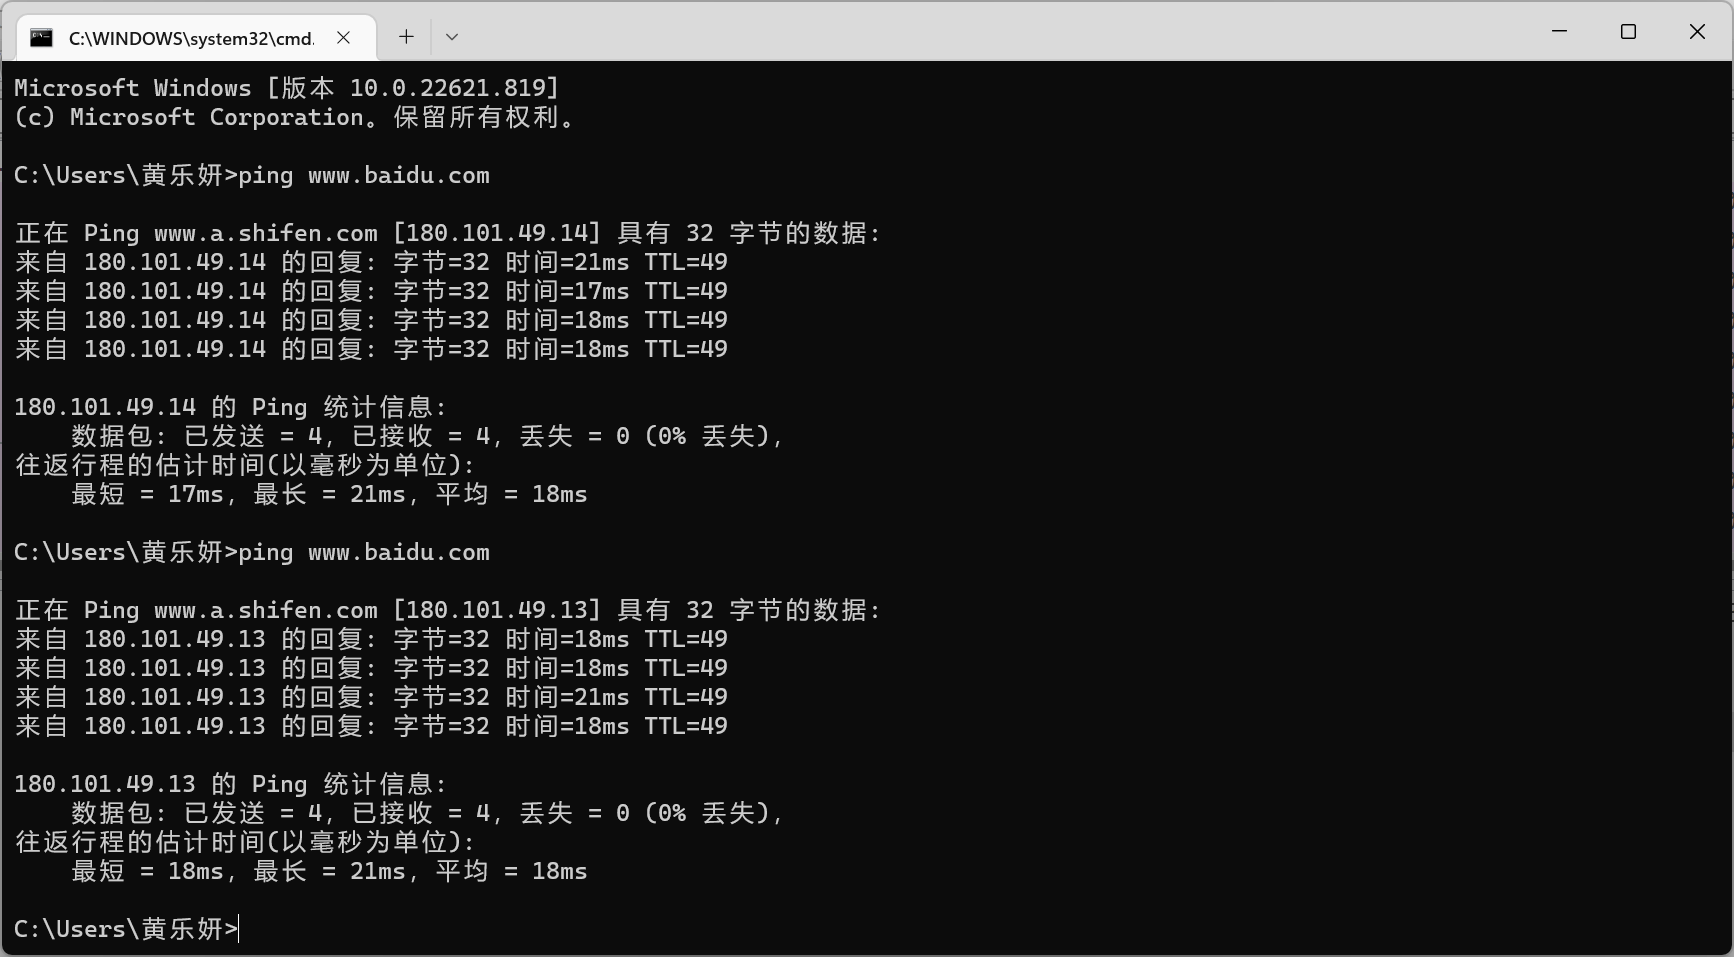 C:\WINDOWS\system32\cmd.
Microsoft Windows [版本 10.0.22621.819]
(c) Microsoft Corporation。保留所有权利。
C:\Users\黄乐妍>ping www.baidu.com
正在 Ping www.a.shifen.com [180.101.49.14] 具有 32 字节的数据:
来自 180.101.49.14 的回复: 字节=32 时间=21ms TTL=49
来自 180.101.49.14 的回复: 字节=32 时间=17ms TTL=49
来自 180.101.49.14 的回复: 字节=32 时间=18ms TTL=49
来自 180.101.49.14 的回复: 字节=32 时间=18ms TTL=49
180.101.49.14 的 Ping 统计信息:
    数据包: 已发送 = 4, 已接收 = 4, 丢失 = 0 (0% 丢失),
往返行程的估计时间(以毫秒为单位):
    最短 = 17ms, 最长 = 21ms, 平均 = 18ms
C:\Users\黄乐妍>ping www.baidu.com
正在 Ping www.a.shifen.com [180.101.49.13] 具有 32 字节的数据:
来自 180.101.49.13 的回复: 字节=32 时间=18ms TTL=49
来自 180.101.49.13 的回复: 字节=32 时间=18ms TTL=49
来自 180.101.49.13 的回复: 字节=32 时间=21ms TTL=49
来自 180.101.49.13 的回复: 字节=32 时间=18ms TTL=49
180.101.49.13 的 Ping 统计信息:
    数据包: 已发送 = 4, 已接收 = 4, 丢失 = 0 (0% 丢失),
往返行程的估计时间(以毫秒为单位):
    最短 = 18ms, 最长 = 21ms, 平均 = 18ms
C:\Users\黄乐妍>